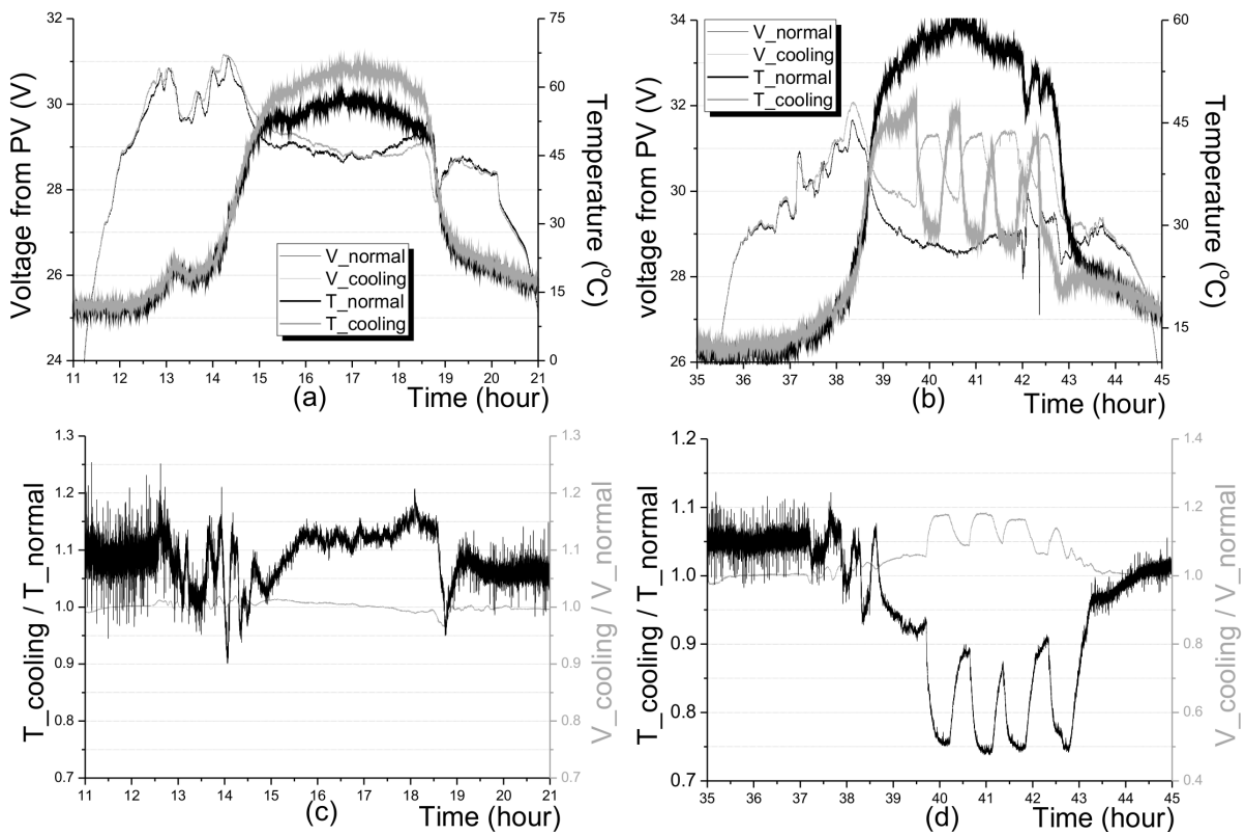 32
31
30
28
26
24
75
60
45
30
15
0
Voltage from PV (V)
Temperature (°C)
V_normal
V_cooling
T_normal
T_cooling
11 12 13 14 15 16 17 18 19 20 21
(a)
Time (hour)
34
32
30
28
26
60
45
30
15
voltage from PV (V)
Temperature (°C)
V_normal
V_cooling
T_normal
T_cooling
35 36 37 38 39 40 41 42 43 44 45
(b)
Time (hour)
1.3
1.2
1.1
1.0
0.9
0.8
0.7
T_cooling / T_normal
1.3
1.2
1.1
1.0
0.9
0.8
0.7
V_cooling / V_normal
11 12 13 14 15 16 17 18 19 20 21
(c)
Time (hour)
1.2
1.1
1.0
0.9
0.8
0.7
T_cooling / T_normal
1.4
1.2
1.0
0.8
0.6
0.4
V_cooling / V_normal
35 36 37 38 39 40 41 42 43 44 45
(d)
Time (hour)